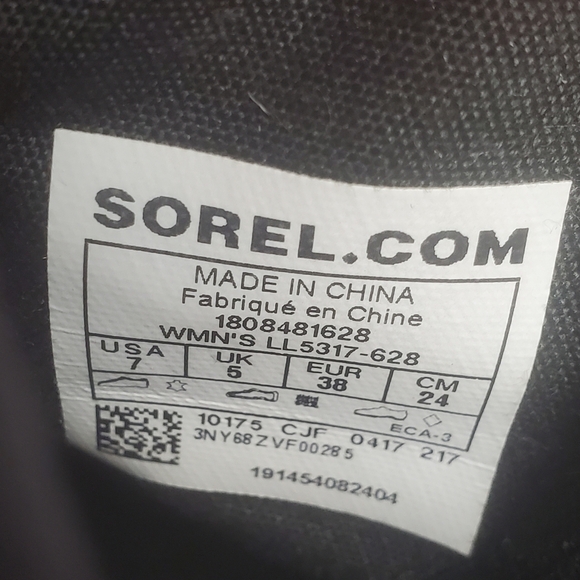 SOREL.COM
MADE IN CHINA
Fabriqué en Chine
1808481628
WMN'S LL5317-628
USA UK EUR CM
7 5 38 24
ECA-3
10175 CJF 0417 217
3NY68ZVF00285
191454082404